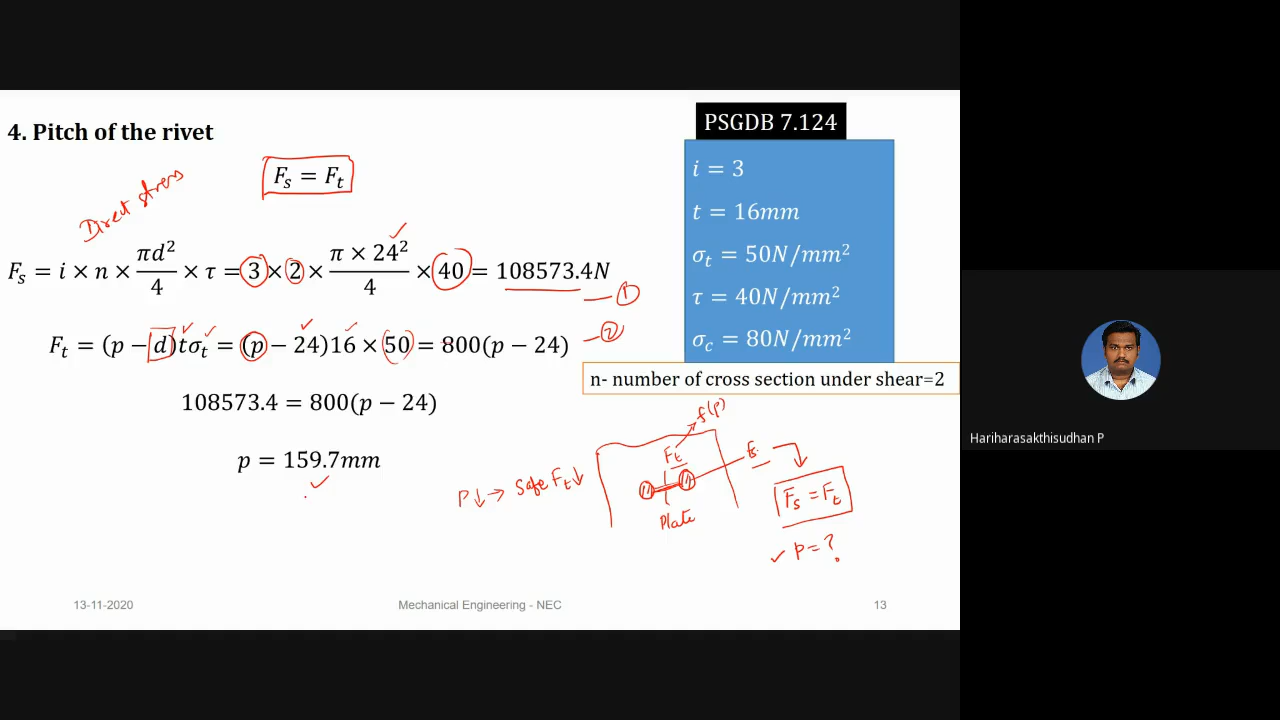 4. Pitch of the rivet
Direct stress
Fₛ = Fₜ
Fₛ = i × n × πd²/4 × τ = 3 × 2 × π × 24²/4 × 40 = 108573.4N
— ①
Fₜ = (p − d)tσₜ = (p − 24)16 × 50 = 800(p − 24)
— ②
108573.4 = 800(p − 24)
p = 159.7mm
PSGDB 7.124
i = 3
t = 16mm
σₜ = 50N/mm²
τ = 40N/mm²
σ꜀ = 80N/mm²
n- number of cross section under shear=2
f(p)
Fₜ
fₛ
P↓ → Safe Fₜ↓
Plate
Fₛ = Fₜ
✓ p = ?
13-11-2020
Mechanical Engineering - NEC
13
Hariharasakthisudhan P